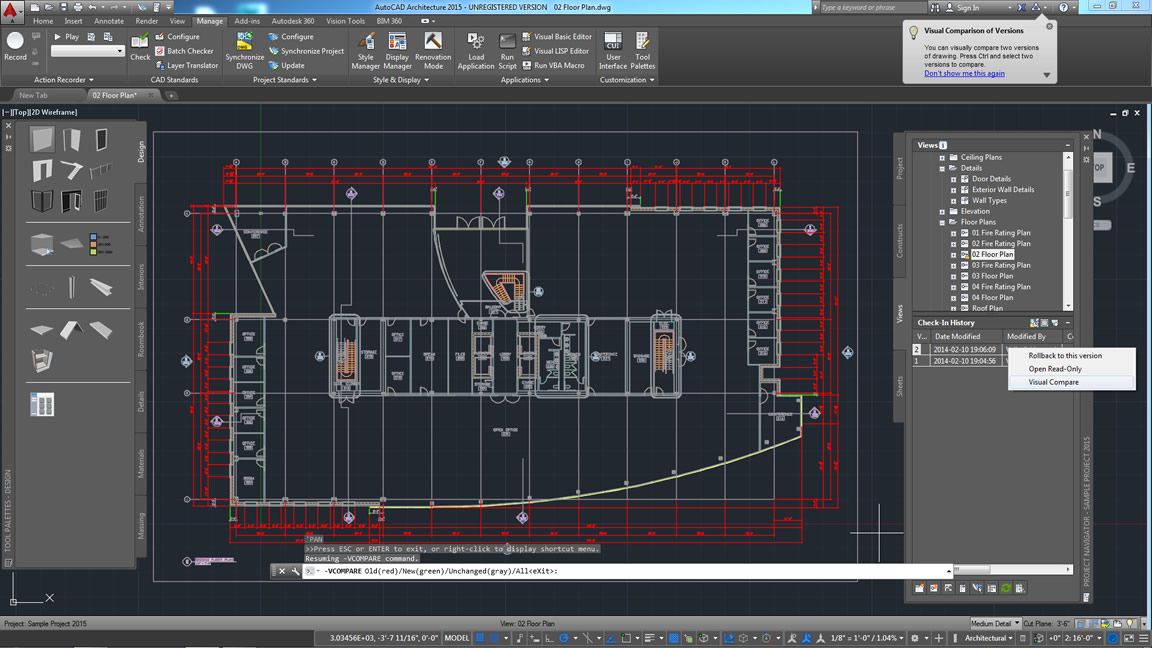 AutoCAD Architecture 2015 - UNREGISTERED VERSION 02 Floor Plan.dwg
Type a keyword or phrase
Sign In
Home Insert Annotate Render View Manage Add-ins Autodesk 360 Vision Tools BIM 360
Record
Play
Action Recorder
Check
Configure
Batch Checker
Layer Translator
CAD Standards
Synchronize DWG
Configure
Synchronize Project
Update
Project Standards
Style Manager
Display Manager
Renovation Mode
Style & Display
Load Application
Run Script
Visual Basic Editor
Visual LISP Editor
Run VBA Macro
Applications
CUI
User Interface
Tool Palettes
Customization
Visual Comparison of Versions
You can visually compare two versions
of drawing. Press Ctrl and select two
versions to compare.
Don't show me this again
New Tab
02 Floor Plan*
[−][Top][2D Wireframe]
Design
Annotation
Interiors
Roombook
Details
Materials
Massing
TOOL PALETTES - DESIGN
OPEN OFFICE
Project
Constructs
Views
Sheets
Views
Ceiling Plans
Details
Door Details
Exterior Wall Details
Wall Types
Elevation
Floor Plans
01 Fire Rating Plan
02 Fire Rating Plan
02 Floor Plan
03 Fire Rating Plan
03 Floor Plan
04 Fire Rating Plan
04 Floor Plan
Roof Plan
N
TOP
E
S
Check-In History
V... Date Modified Modified By
2 2014-02-10 19:06:09
1 2014-02-10 19:04:56
Rollback to this version
Open Read-Only
Visual Compare
PROJECT NAVIGATOR - SAMPLE PROJECT 2015
'PAN
>>Press ESC or ENTER to exit, or right-click to display shortcut menu.
Resuming -VCOMPARE command.
-VCOMPARE Old(red)/New(green)/Unchanged(gray)/All<eXit>:
Y
X
Project: Sample Project 2015
View: 02 Floor Plan
Medium Detail
Cut Plane: 3'-6"
3.03456E+03, -3'-7 11/16", 0'-0"
MODEL
1/8" = 1'-0" / 1.04%
Architectural
+0" 2: 16'-0"